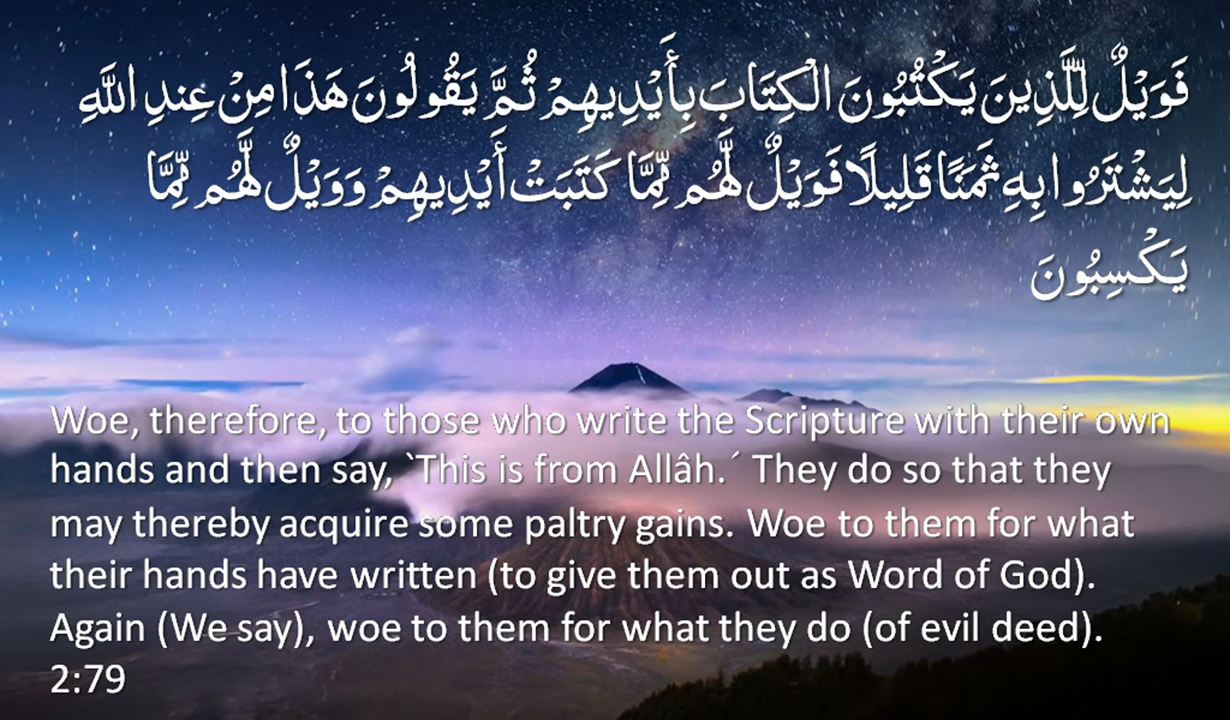 فَوَيْلٌ لِّلَّذِينَ يَكْتُبُونَ الْكِتَابَ بِأَيْدِيهِمْ ثُمَّ يَقُولُونَ هَذَا مِنْ عِندِ اللَّهِ
لِيَشْتَرُوا بِهِ ثَمَنًا قَلِيلًا فَوَيْلٌ لَّهُم مِّمَّا كَتَبَتْ أَيْدِيهِمْ وَوَيْلٌ لَّهُم مِّمَّا
يَكْسِبُونَ
Woe, therefore, to those who write the Scripture with their own
hands and then say, `This is from Allâh.´ They do so that they
may thereby acquire some paltry gains. Woe to them for what
their hands have written (to give them out as Word of God).
Again (We say), woe to them for what they do (of evil deed).
2:79